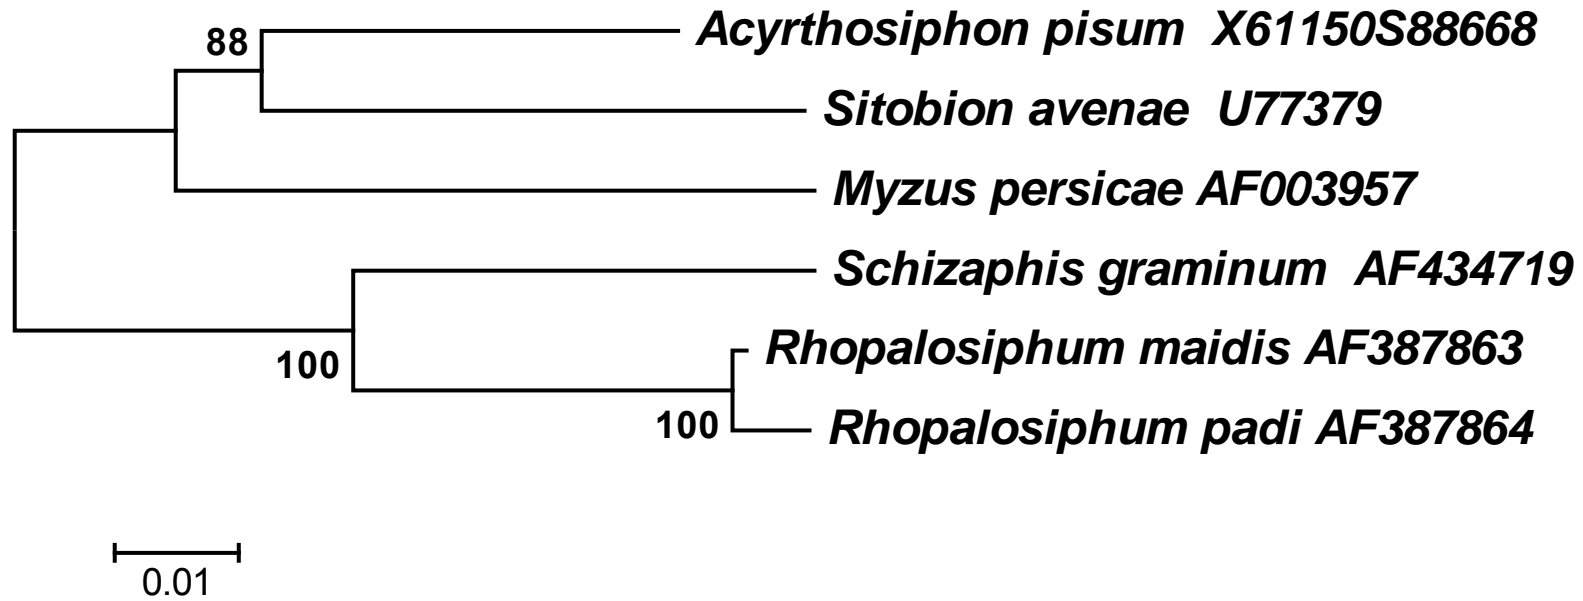 88
Acyrthosiphon pisum X61150S88668
Sitobion avenae U77379
Myzus persicae AF003957
Schizaphis graminum AF434719
Rhopalosiphum maidis AF387863
100
Rhopalosiphum padi AF387864
100
0.01